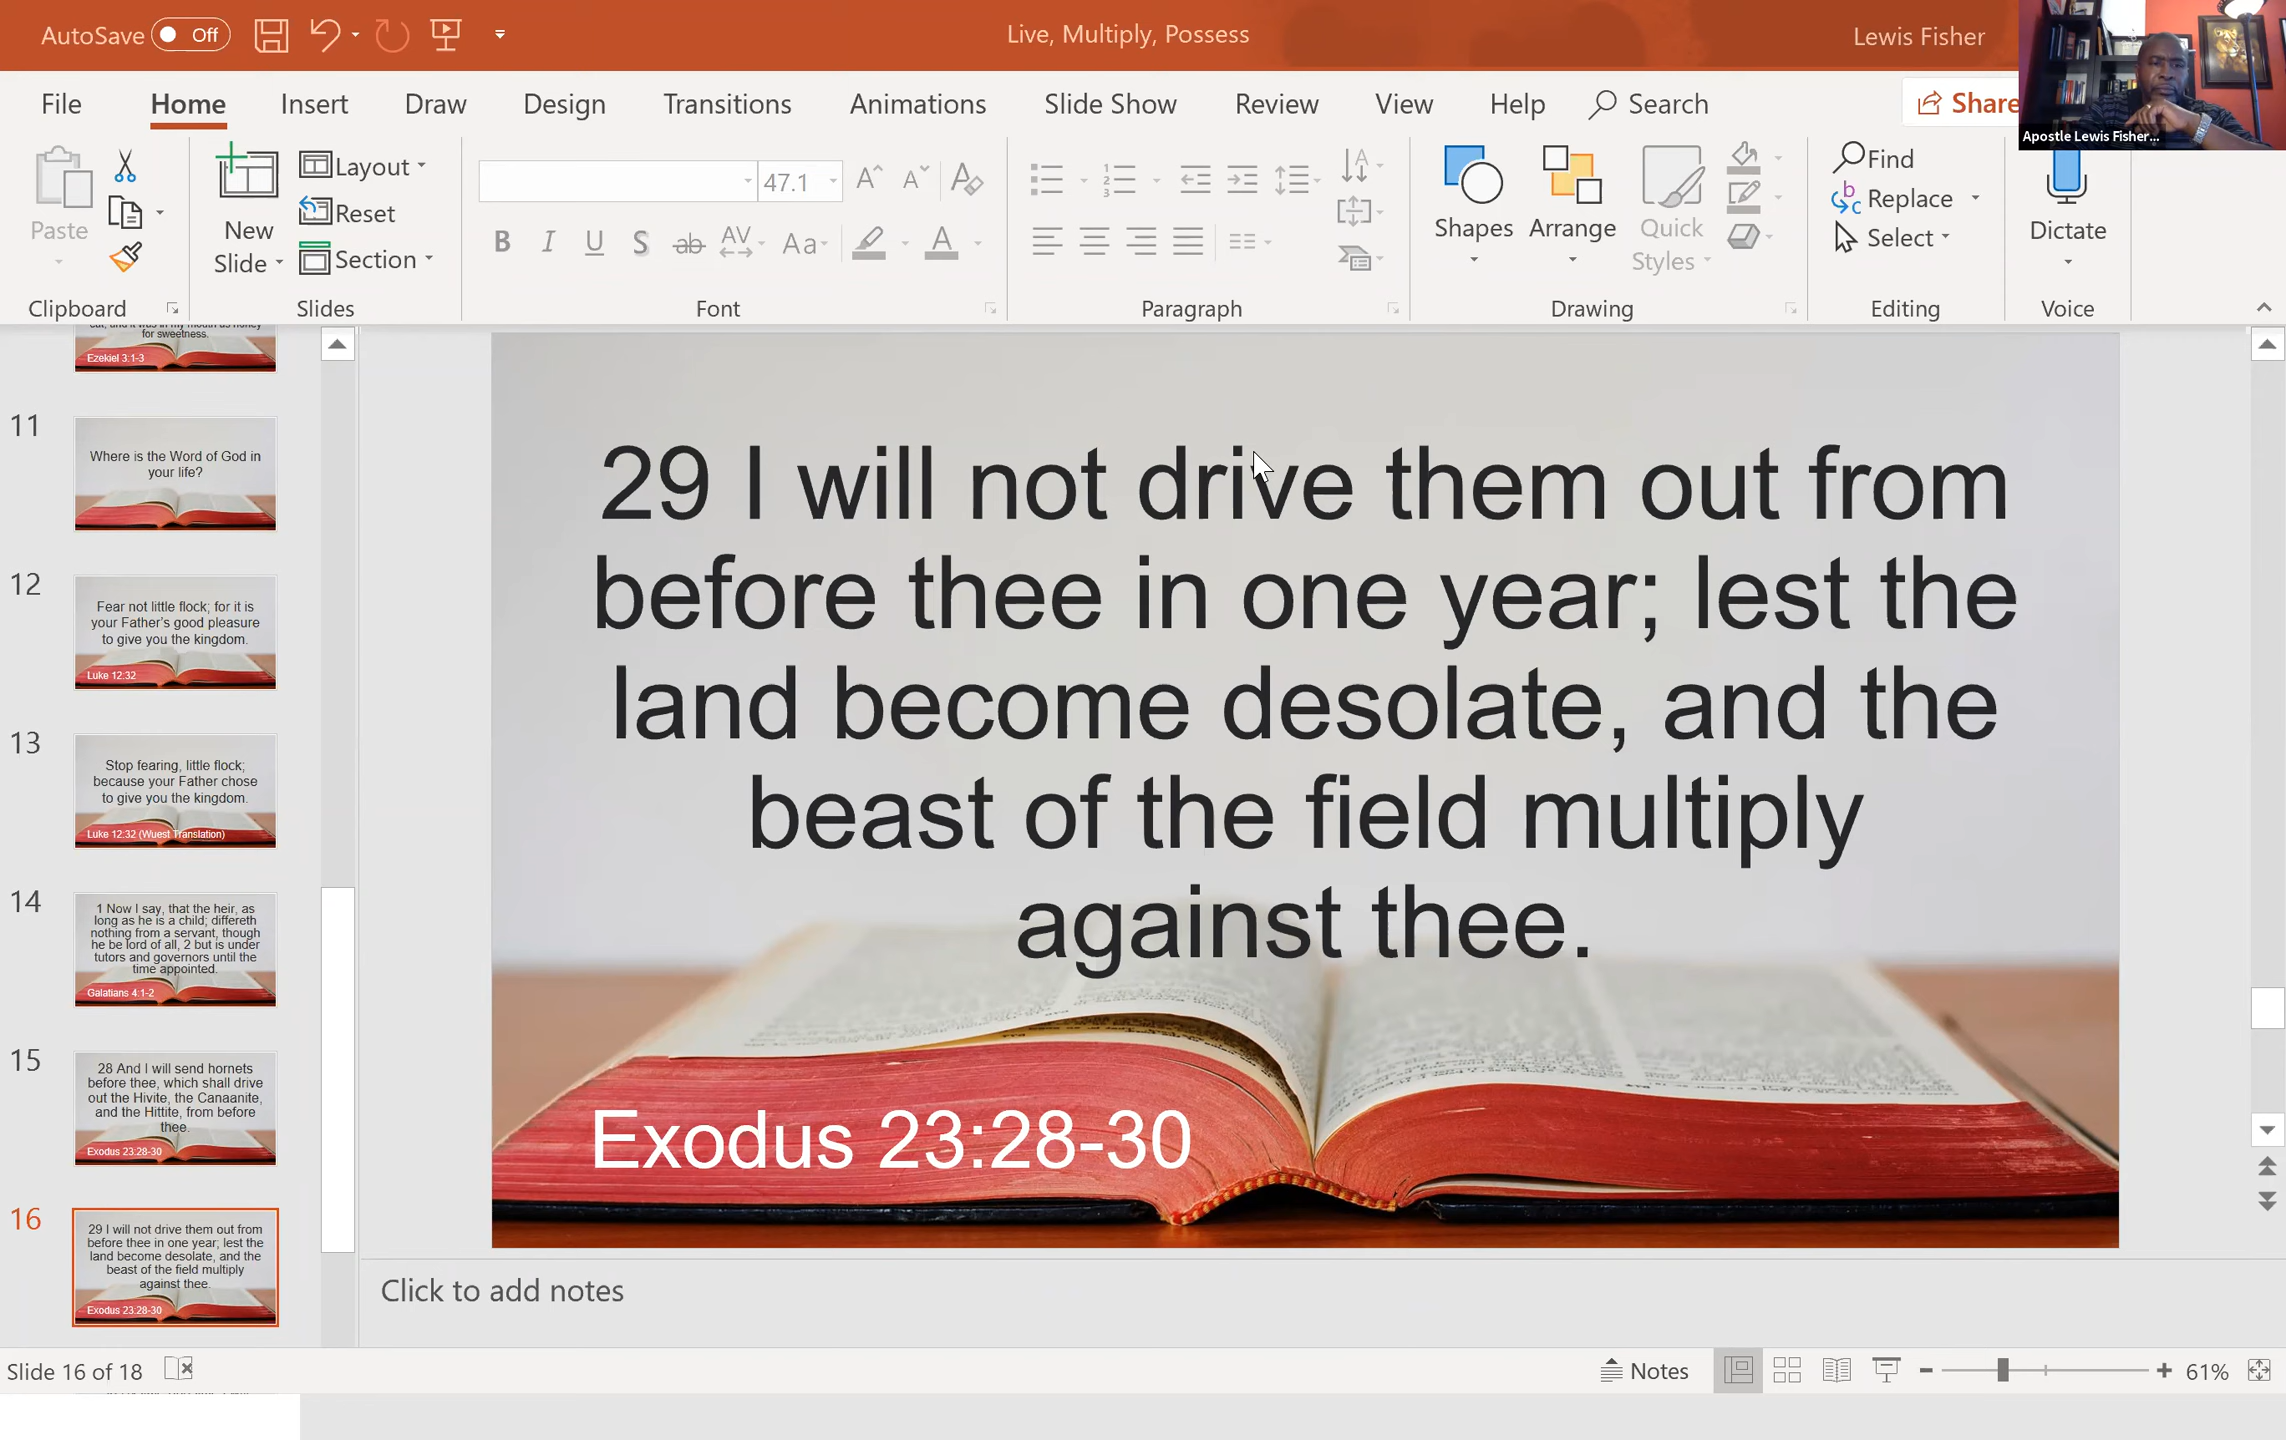 AutoSave Off
Live, Multiply, Possess
Lewis Fisher
Apostle Lewis Fisher...
File Home Insert Draw Design Transitions Animations Slide Show Review View Help Search Share
Paste
New
Slide
Layout
Reset
Section
47.1
B I U S ab AV Aa A
Shapes
Arrange
Quick
Styles
Find
Replace
Select
Dictate
Clipboard Slides Font Paragraph Drawing Editing Voice
for sweetness.
Ezekiel 3:1-3
11
Where is the Word of God in
your life?
12
Fear not little flock; for it is
your Father's good pleasure
to give you the kingdom.
Luke 12:32
13
Stop fearing, little flock;
because your Father chose
to give you the kingdom.
Luke 12:32 (Wuest Translation)
14
1 Now I say, that the heir, as
long as he is a child; differeth
nothing from a servant, though
he be lord of all, 2 but is under
tutors and governors until the
time appointed.
Galatians 4:1-2
15
28 And I will send hornets
before thee, which shall drive
out the Hivite, the Canaanite,
and the Hittite, from before
thee.
Exodus 23:28-30
16
29 I will not drive them out from
before thee in one year; lest the
land become desolate, and the
beast of the field multiply
against thee.
Exodus 23:28-30
29 I will not drive them out from
before thee in one year; lest the
land become desolate, and the
beast of the field multiply
against thee.
Exodus 23:28-30
Click to add notes
Slide 16 of 18
Notes
61%